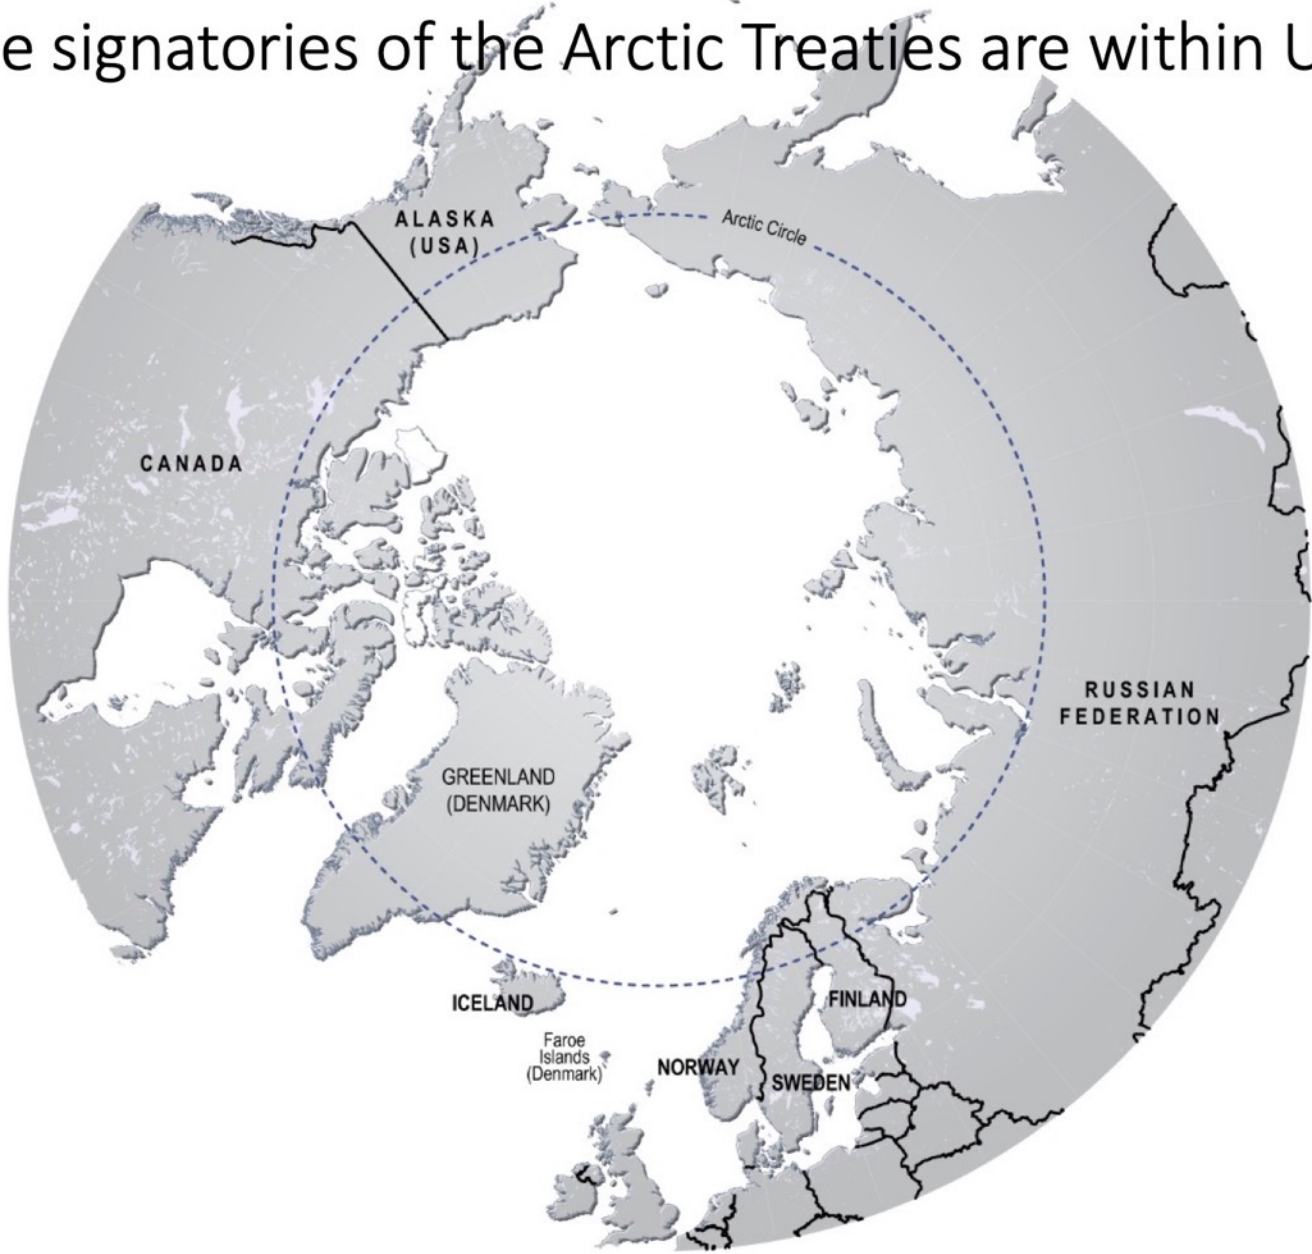 e signatories of the Arctic Treaties are within U
ALASKA
(USA)
Arctic Circle
CANADA
RUSSIAN
FEDERATION
GREENLAND
(DENMARK)
ICELAND
FINLAND
Faroe
Islands
(Denmark)
NORWAY
SWEDEN